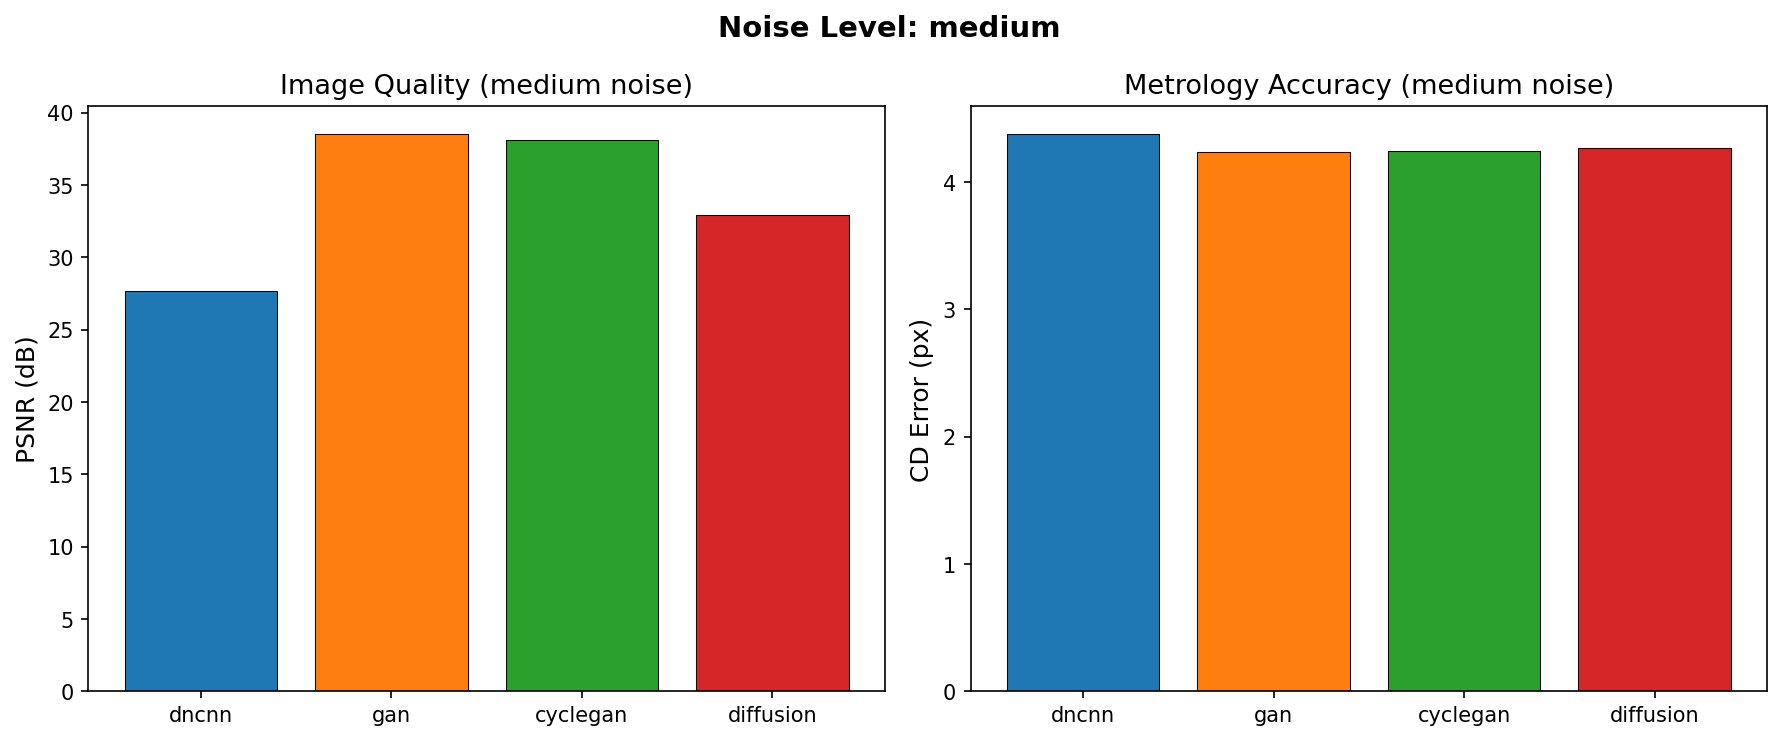 Noise Level: medium
Image Quality (medium noise)
PSNR (dB)
40
35
30
25
20
15
10
5
0
dncnn
gan
cyclegan
diffusion
Metrology Accuracy (medium noise)
CD Error (px)
4
3
2
1
0
dncnn
gan
cyclegan
diffusion